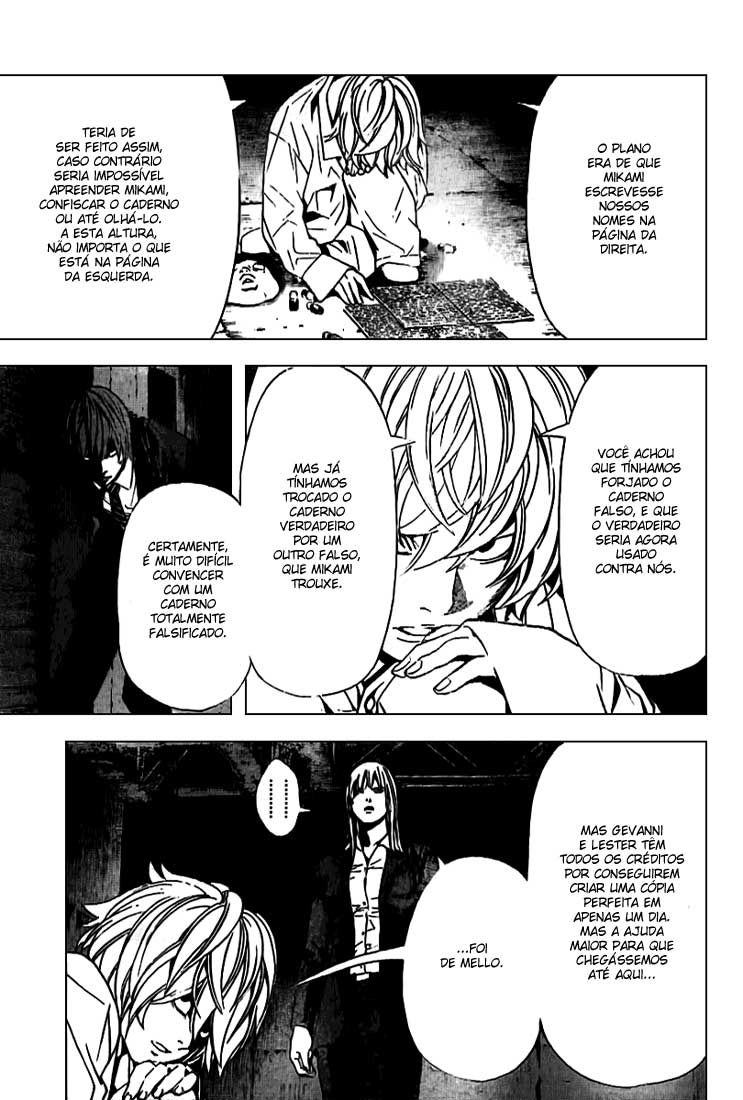 O PLANO
ERA DE QUE
MIKAMI
ESCREVESSE
NOSSOS
NOMES NA
PÁGINA DA
DIREITA.
TERIA DE
SER FEITO ASSIM,
CASO CONTRÁRIO
SERIA IMPOSSÍVEL
APREENDER MIKAMI,
CONFISCAR O CADERNO
OU ATÉ OLHÁ-LO.
A ESTA ALTURA,
NÃO IMPORTA O QUE
ESTÁ NA PÁGINA
DA ESQUERDA.
VOCÊ ACHOU
QUE TÍNHAMOS
FORJADO O
CADERNO
FALSO, E QUE
O VERDADEIRO
SERIA AGORA
USADO
CONTRA NÓS.
MAS JÁ
TÍNHAMOS
TROCADO O
CADERNO
VERDADEIRO
POR UM
OUTRO FALSO,
QUE MIKAMI
TROUXE.
CERTAMENTE,
É MUITO DIFÍCIL
CONVENCER
COM UM
CADERNO
TOTALMENTE
FALSIFICADO.
MAS GEVANNI
E LESTER TÊM
TODOS OS CRÉDITOS
POR CONSEGUIREM
CRIAR UMA CÓPIA
PERFEITA EM
APENAS UM DIA.
MAS A AJUDA
MAIOR PARA QUE
CHEGÁSSEMOS
ATÉ AQUI...
...FOI
DE MELLO.